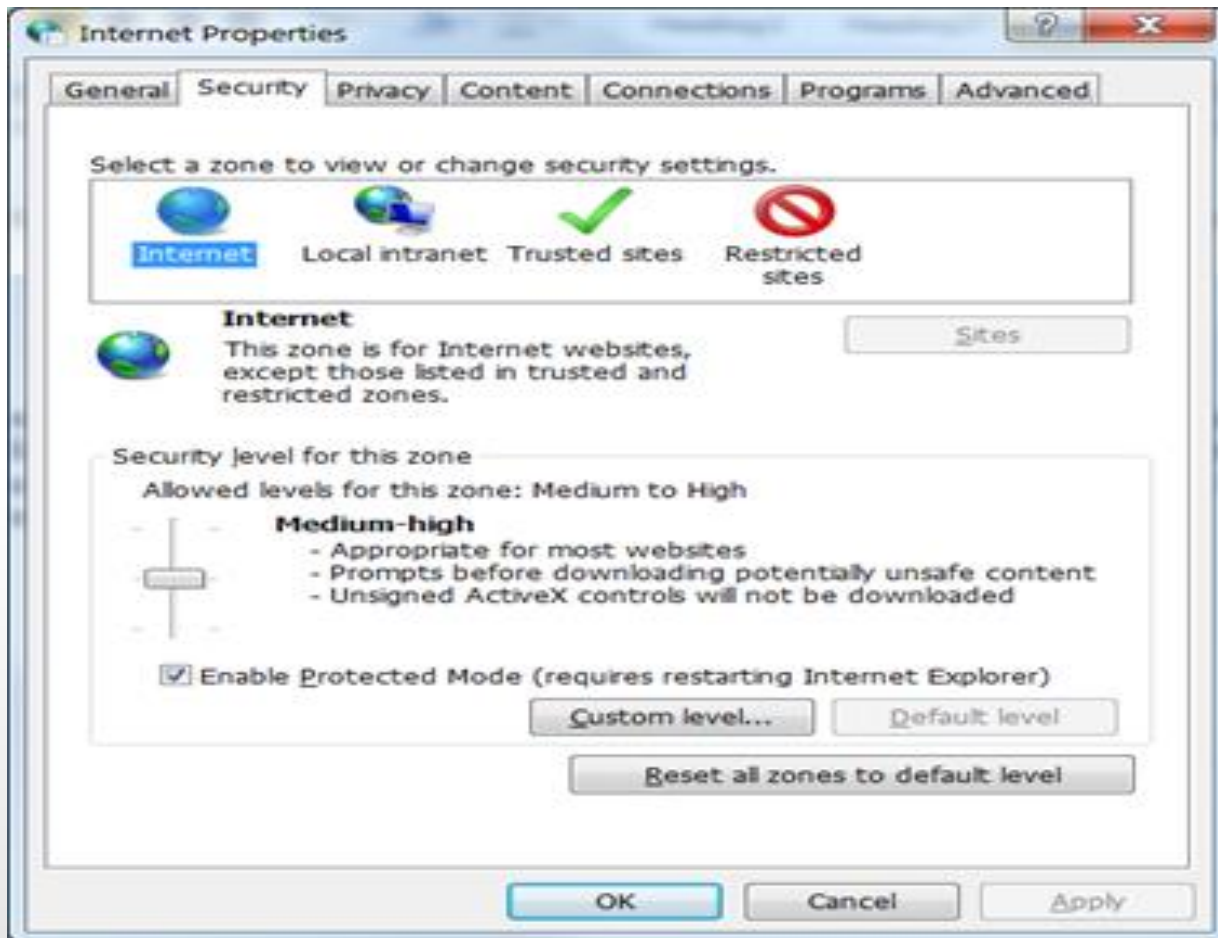 Internet Properties
General Security Privacy Content Connections Programs Advanced
Select a zone to view or change security settings.
Internet Local intranet Trusted sites Restricted
sites
Internet
Sites
This zone is for Internet websites,
except those listed in trusted and
restricted zones.
Security level for this zone
Allowed levels for this zone: Medium to High
Medium-high
- Appropriate for most websites
- Prompts before downloading potentially unsafe content
- Unsigned ActiveX controls will not be downloaded
Enable Protected Mode (requires restarting Internet Explorer)
Custom level... Default level
Reset all zones to default level
OK Cancel Apply